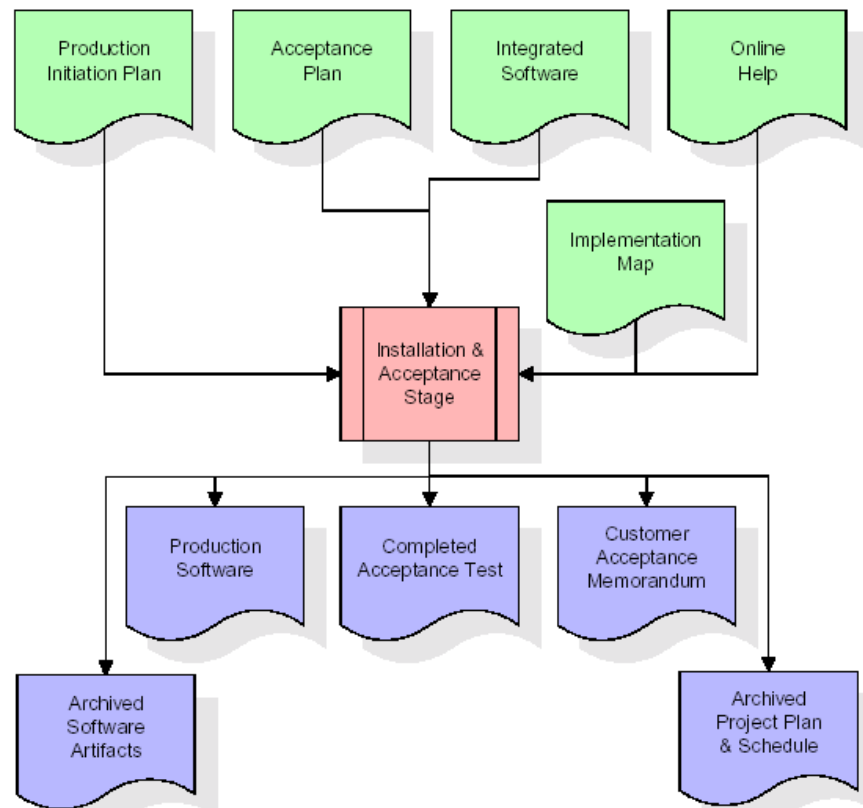 Production
Initiation Plan
Acceptance
Plan
Integrated
Software
Online
Help
Implementation
Map
Installation &
Acceptance
Stage
Production
Software
Completed
Acceptance Test
Customer
Acceptance
Memorandum
Archived
Software
Artifacts
Archived
Project Plan
& Schedule